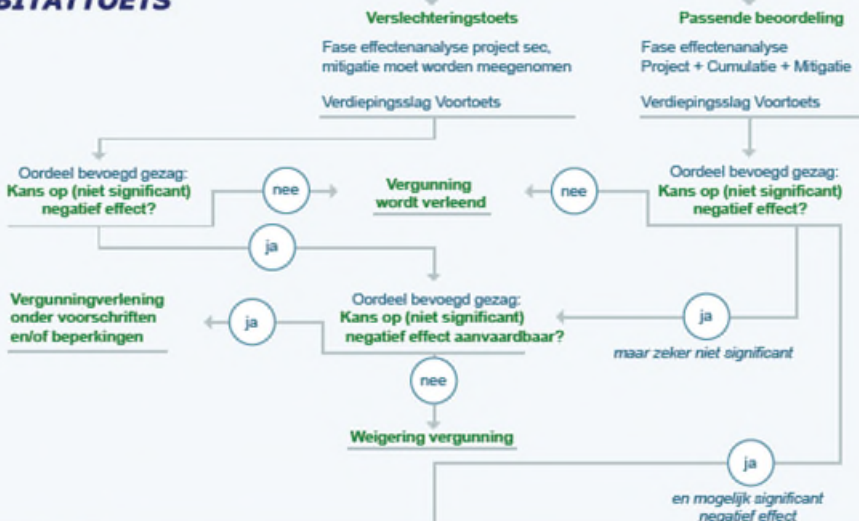 BITATTOETS
Verslechteringstoets
Fase effectenanalyse project sec,
mitigatie moet worden meegenomen
Verdiepingsslag Voortoets
Passende beoordeling
Fase effectenanalyse
Project + Cumulatie + Mitigatie
Verdiepingsslag Voortoets
Oordeel bevoegd gezag:
Kans op (niet significant)
negatief effect?
nee
Vergunning
wordt verleend
nee
Oordeel bevoegd gezag:
Kans op (niet significant)
negatief effect?
ja
Vergunningverlening
onder voorschriften
en/of beperkingen
ja
Oordeel bevoegd gezag:
Kans op (niet significant)
negatief effect aanvaardbaar?
ja
maar zeker niet significant
nee
Weigering vergunning
ja
en mogelijk significant
negatief effect